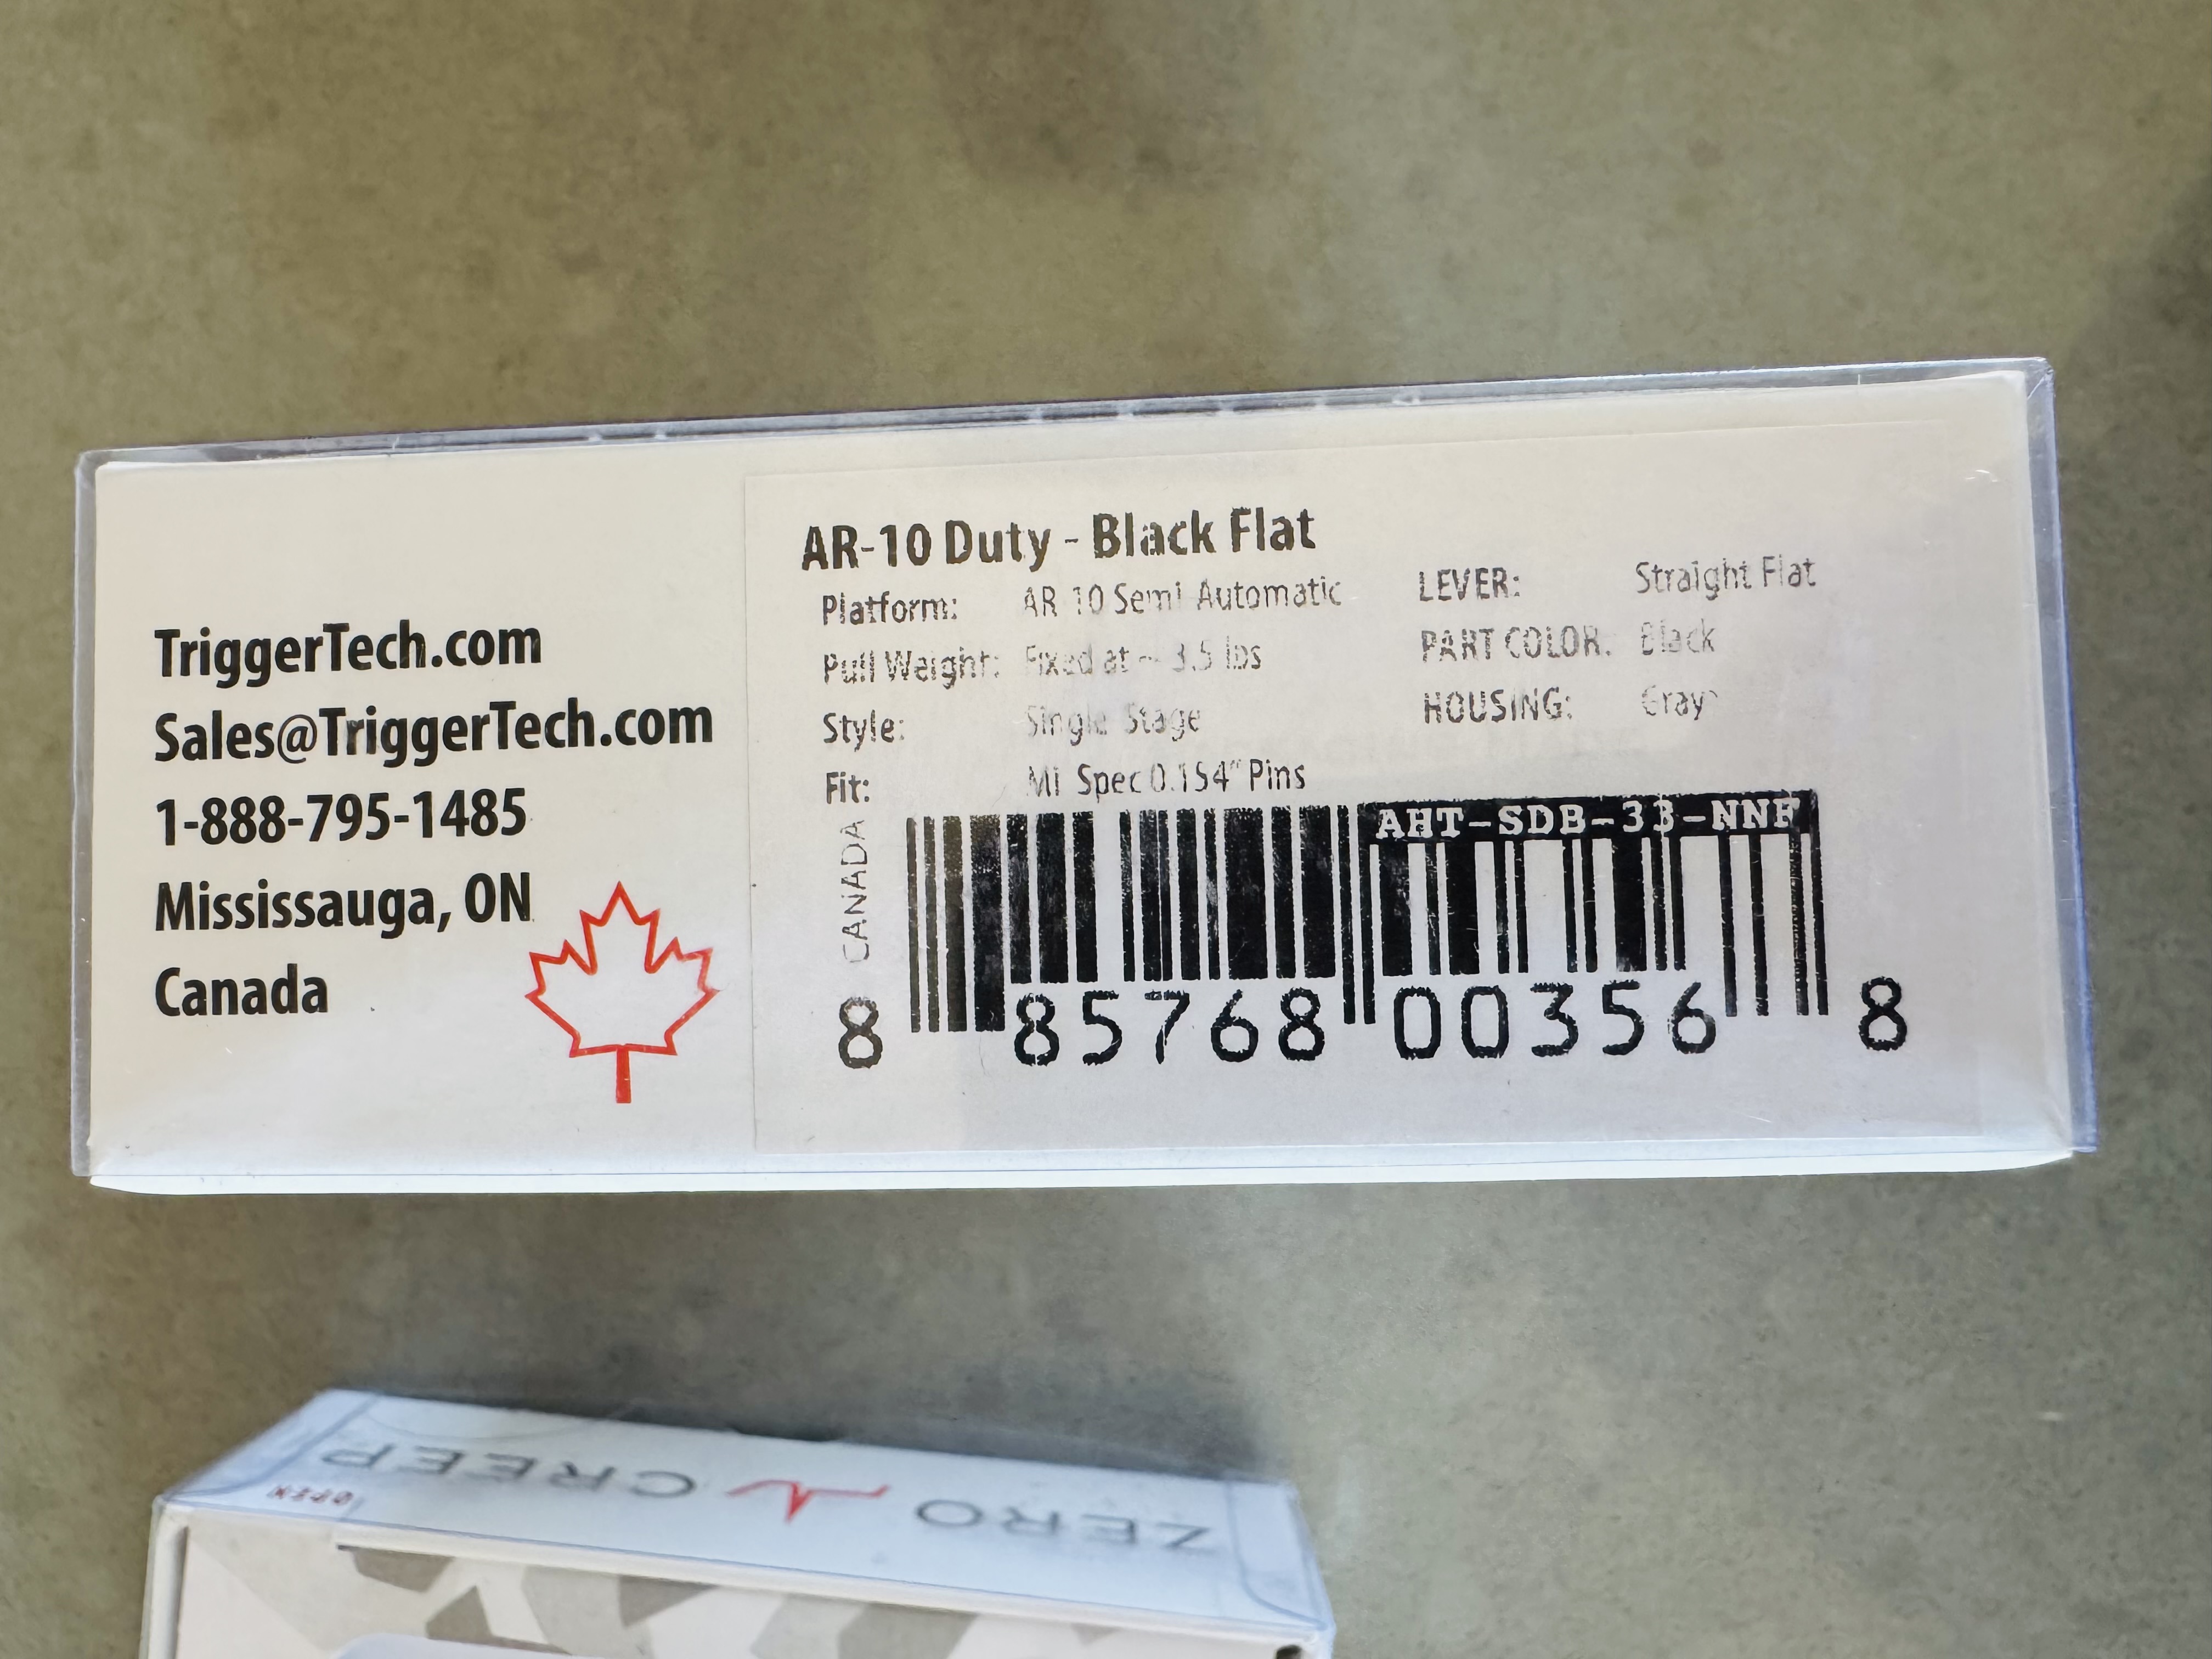 TriggerTech.com
Sales@TriggerTech.com
1-888-795-1485
Mississauga, ON
Canada
AR-10 Duty - Black Flat
Platform: AR 10 Semi Automatic
Pull Weight: Fixed at ~ 3.5 lbs
Style: Single Stage
Fit: Mi Spec 0.154" Pins
LEVER: Straight Flat
PART COLOR: Black
HOUSING: Gray
CANADA
AHT-SDB-33-NNF
8 85768 00356 8
ZERO CREEP
OPEN